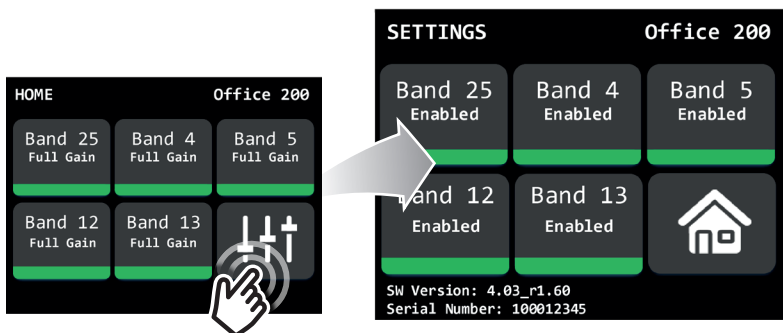 HOME Office 200
Band 25 Band 4 Band 5
Full Gain Full Gain Full Gain
Band 12 Band 13
Full Gain Full Gain
SETTINGS Office 200
Band 25 Band 4 Band 5
Enabled Enabled Enabled
Band 12 Band 13
Enabled Enabled
SW Version: 4.03_r1.60
Serial Number: 100012345